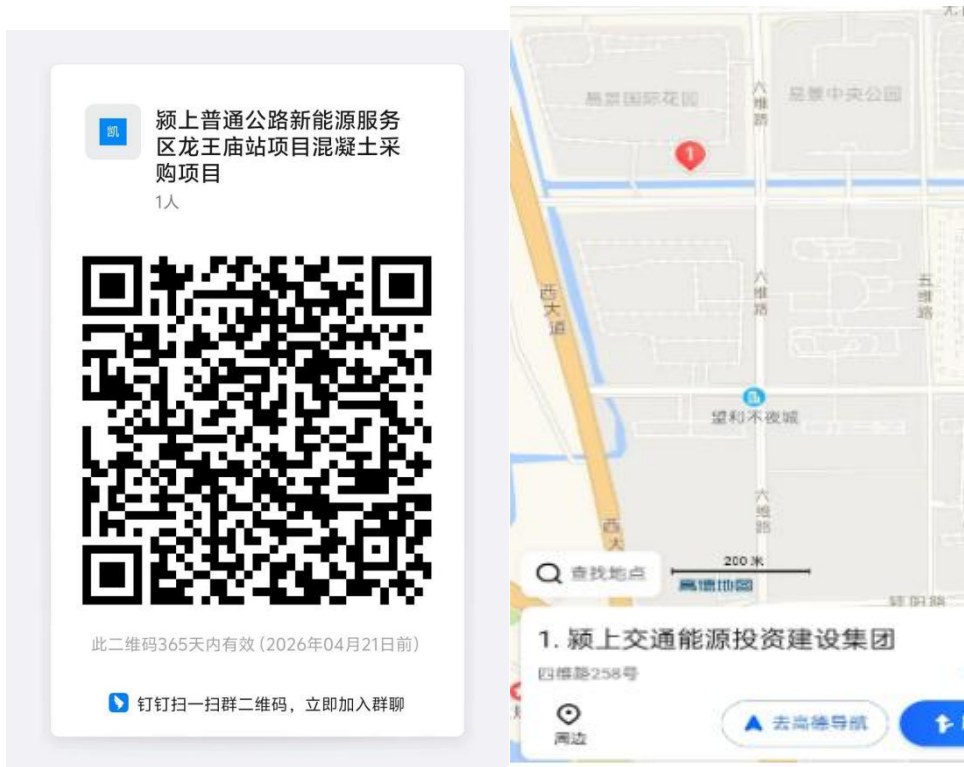 凯
颍上普通公路新能源服务
区龙王庙站项目混凝土采
购项目
1人
此二维码365天内有效(2026年04月21日前)
钉钉扫一扫群二维码，立即加入群聊
易景国际花园
六维路
易景中央公园
1
西大道
六维路
五维路
望和不夜城
六维路
西大
查找地点
200 米
高德地图
颍阳路
1. 颍上交通能源投资建设集团
四维路258号
周边
去高德导航